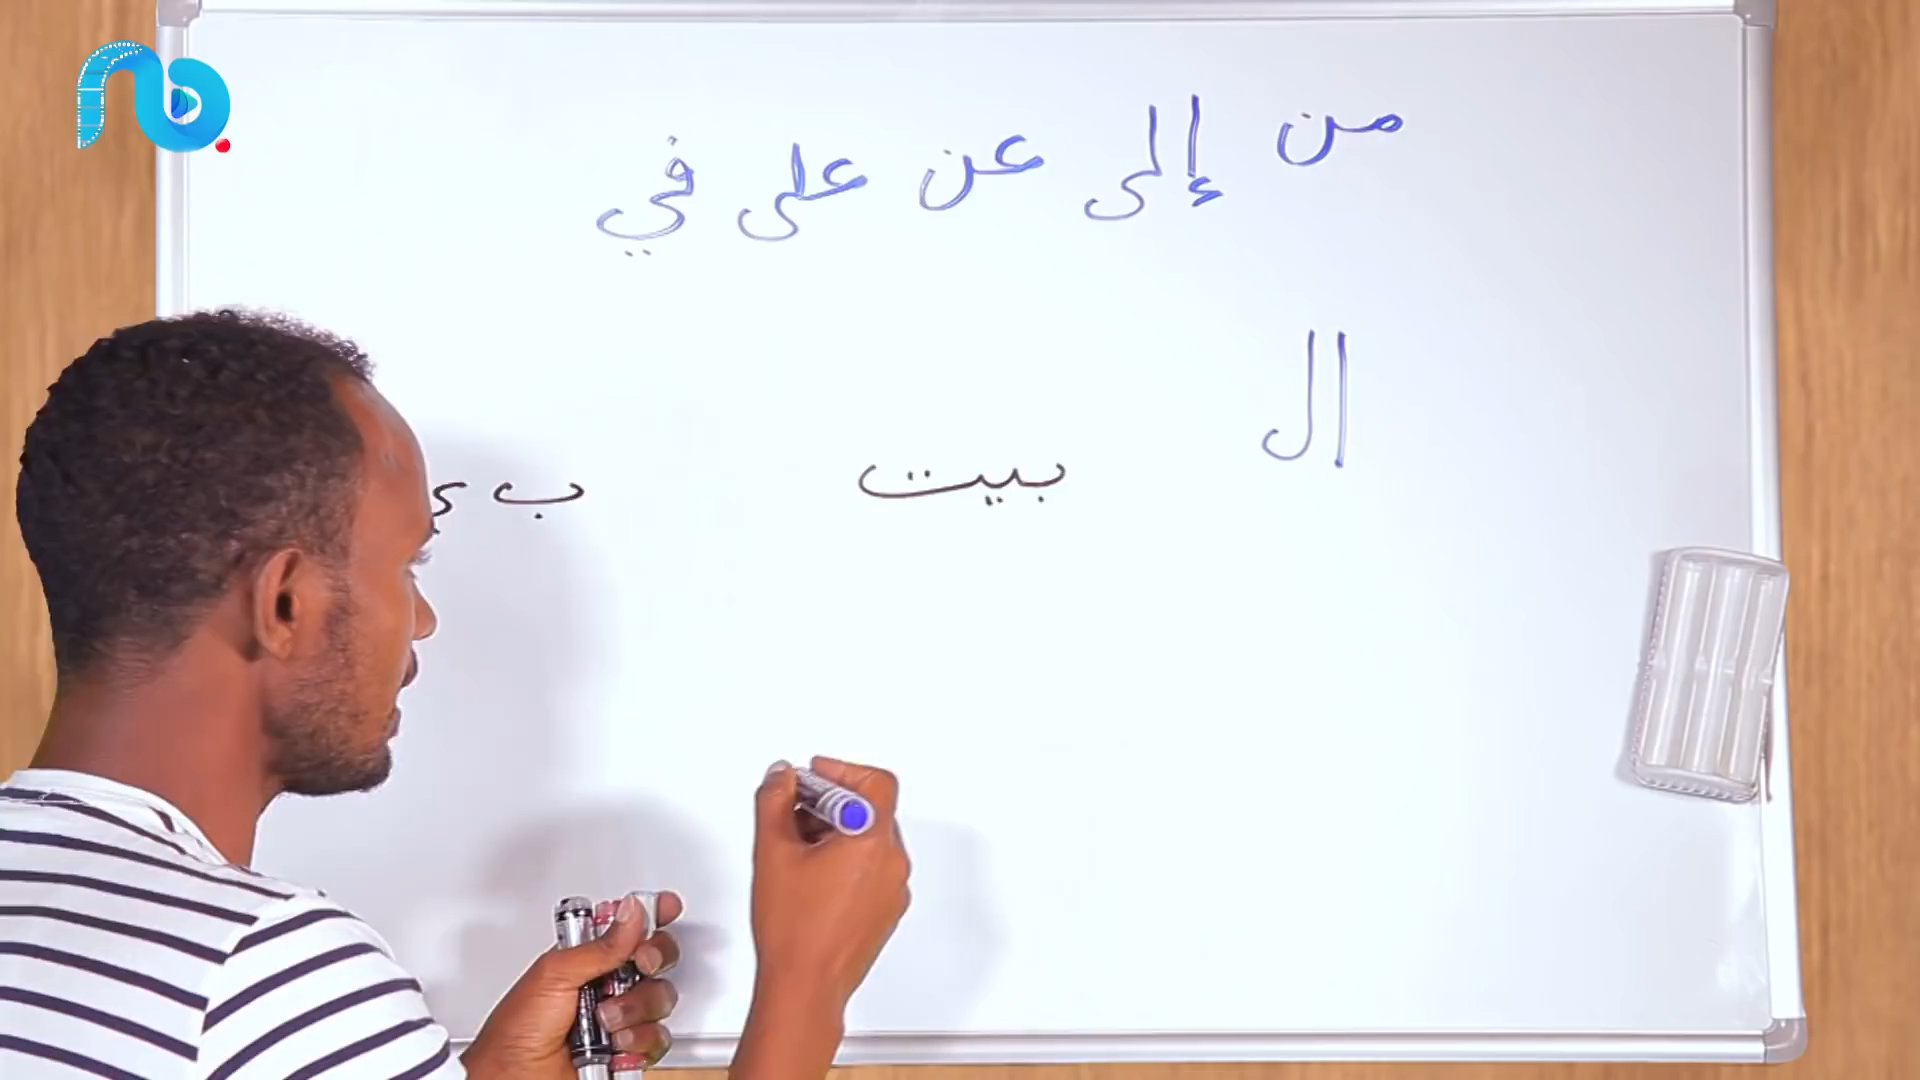 من إلى عن على في
ال
بيت ب ي